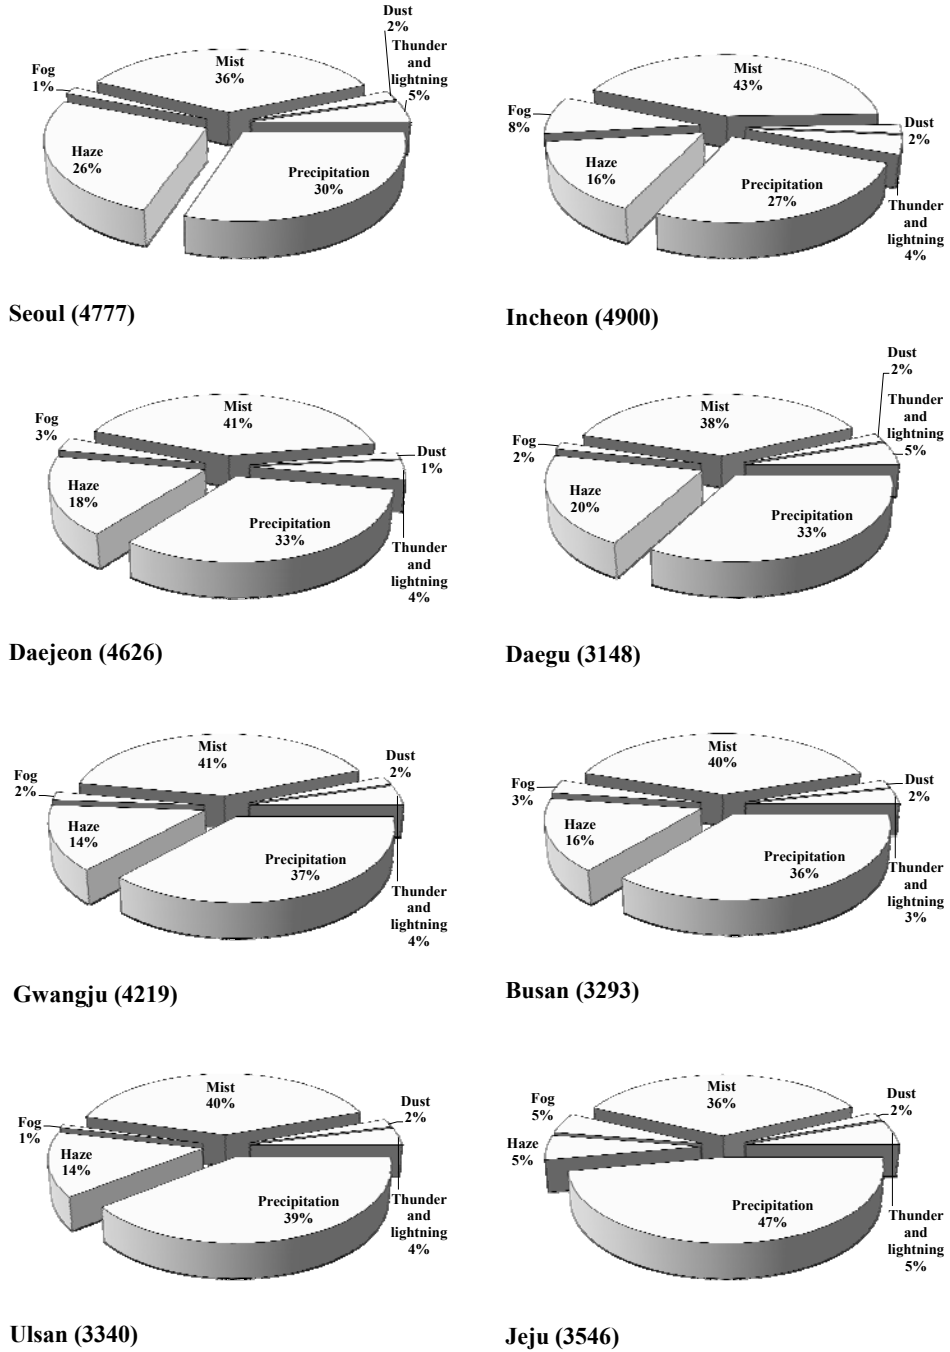 Dust
2%
Thunder
and
lightning
5%
Mist
36%
Fog
1%
Haze
26%
Precipitation
30%
Seoul (4777)
Mist
43%
Fog
8%
Dust
2%
Haze
16%
Precipitation
27%
Thunder
and
lightning
4%
Incheon (4900)
Mist
41%
Fog
3%
Dust
1%
Haze
18%
Precipitation
33%
Thunder
and
lightning
4%
Daejeon (4626)
Dust
2%
Thunder
and
lightning
5%
Mist
38%
Fog
2%
Haze
20%
Precipitation
33%
Daegu (3148)
Mist
41%
Dust
2%
Fog
2%
Haze
14%
Precipitation
37%
Thunder
and
lightning
4%
Gwangju (4219)
Mist
40%
Dust
2%
Fog
3%
Haze
16%
Precipitation
36%
Thunder
and
lightning
3%
Busan (3293)
Mist
40%
Dust
2%
Fog
1%
Haze
14%
Precipitation
39%
Thunder
and
lightning
4%
Ulsan (3340)
Mist
36%
Dust
2%
Fog
5%
Haze
5%
Precipitation
47%
Thunder
and
lightning
5%
Jeju (3546)